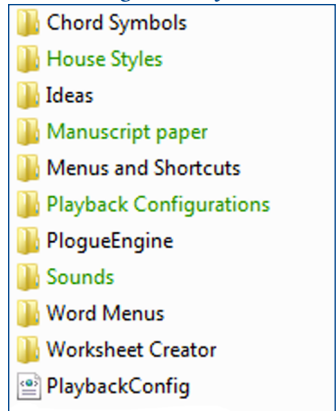 Chord Symbols
House Styles
Ideas
Manuscript paper
Menus and Shortcuts
Playback Configurations
PlogueEngine
Sounds
Word Menus
Worksheet Creator
PlaybackConfig